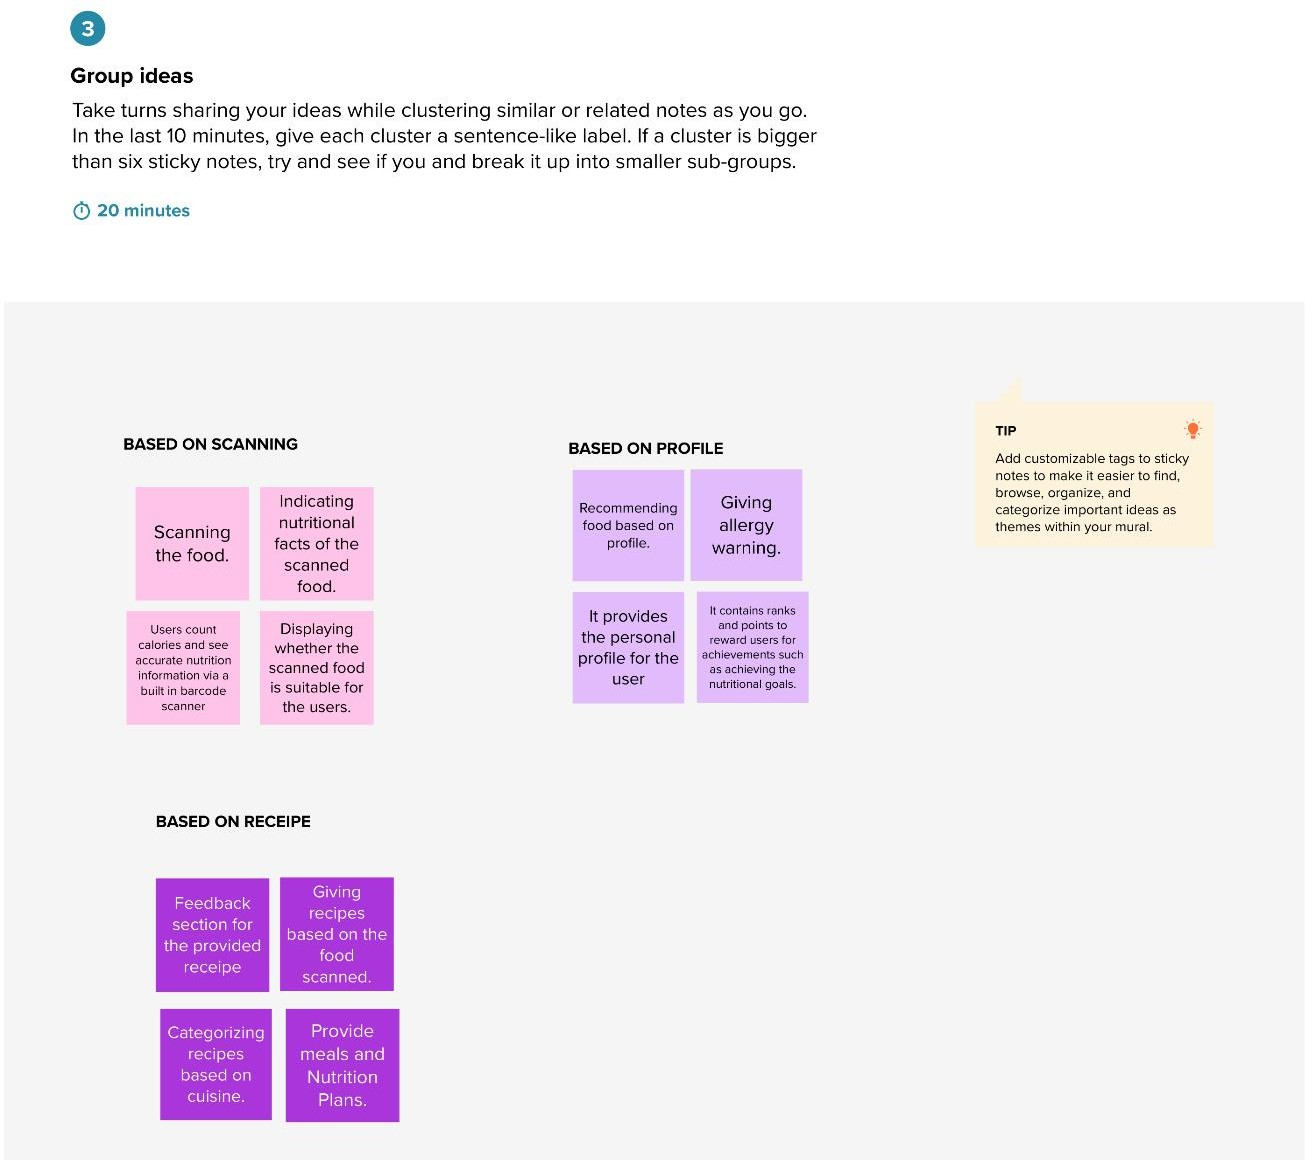 3
Group ideas
Take turns sharing your ideas while clustering similar or related notes as you go.
In the last 10 minutes, give each cluster a sentence-like label. If a cluster is bigger
than six sticky notes, try and see if you and break it up into smaller sub-groups.
20 minutes
BASED ON SCANNING
Scanning
the food.
Indicating
nutritional
facts of the
scanned
food.
Users count
calories and see
accurate nutrition
information via a
built in barcode
scanner
Displaying
whether the
scanned food
is suitable for
the users.
BASED ON PROFILE
Recommending
food based on
profile.
Giving
allergy
warning.
It provides
the personal
profile for the
user
It contains ranks
and points to
reward users for
achievements such
as achieving the
nutritional goals.
TIP
Add customizable tags to sticky
notes to make it easier to find,
browse, organize, and
categorize important ideas as
themes within your mural.
BASED ON RECEIPE
Feedback
section for
the provided
receipe
Giving
recipes
based on the
food
scanned.
Categorizing
recipes
based on
cuisine.
Provide
meals and
Nutrition
Plans.